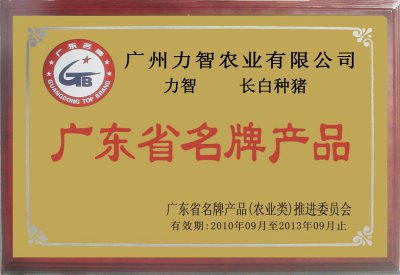 广东名牌
GTB
GUANGDONG TOP BRAND
广州力智农业有限公司
力智 长白种猪
广东省名牌产品
广东省名牌产品(农业类)推进委员会
有效期:2010年09月至2013年09月止